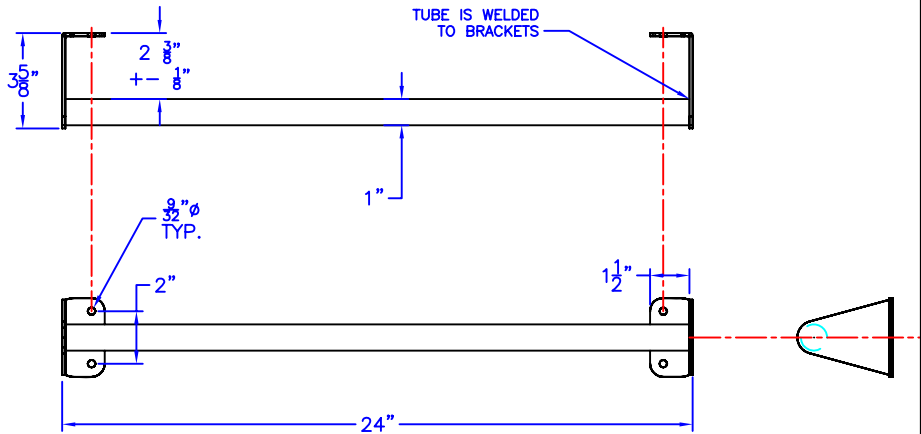 TUBE IS WELDED
TO BRACKETS
2 3/8"
+- 1/8"
3 5/8"
1"
9/32"ø
TYP.
2"
1 1/2"
24"